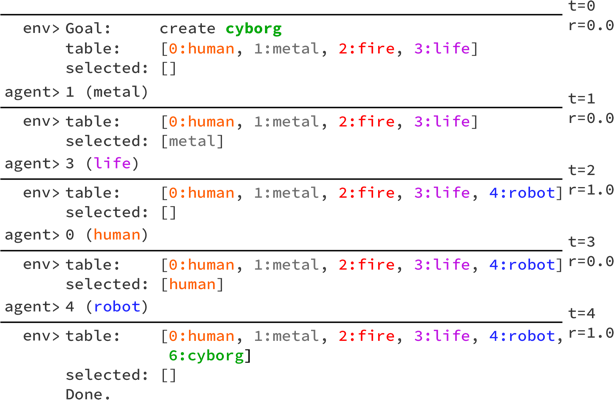 t=0
env> Goal: create cyborg r=0.0
table: [0:human, 1:metal, 2:fire, 3:life]
selected: []
agent> 1 (metal)
t=1
env> table: [0:human, 1:metal, 2:fire, 3:life] r=0.0
selected: [metal]
agent> 3 (life)
t=2
env> table: [0:human, 1:metal, 2:fire, 3:life, 4:robot] r=1.0
selected: []
agent> 0 (human)
t=3
env> table: [0:human, 1:metal, 2:fire, 3:life, 4:robot] r=0.0
selected: [human]
agent> 4 (robot)
t=4
env> table: [0:human, 1:metal, 2:fire, 3:life, 4:robot, r=1.0
6:cyborg]
selected: []
Done.